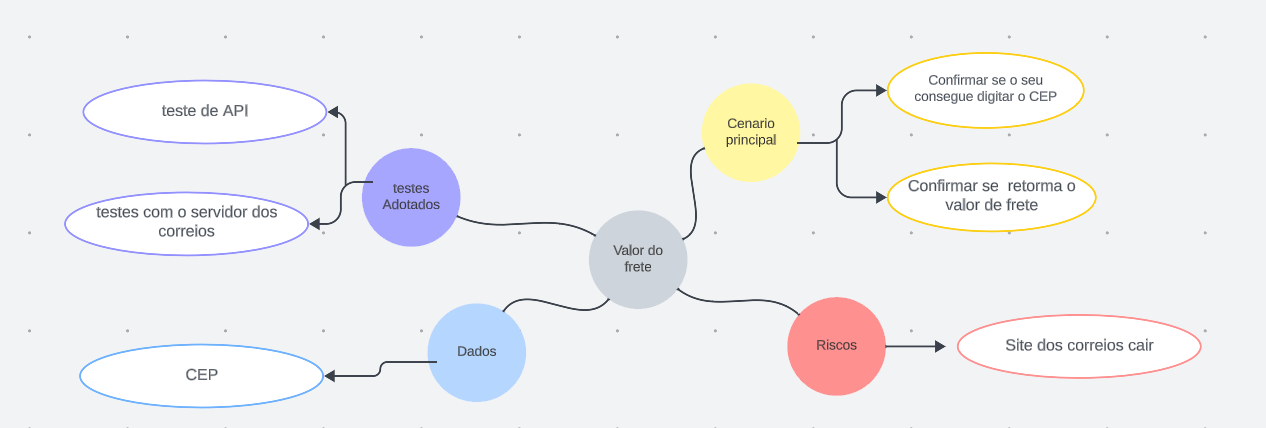 teste de API
testes com o servidor dos
correios
testes
Adotados
Cenario
principal
Confirmar se o seu
consegue digitar o CEP
Confirmar se  retorma o
valor de frete
Valor do
frete
Dados
CEP
Riscos
Site dos correios cair